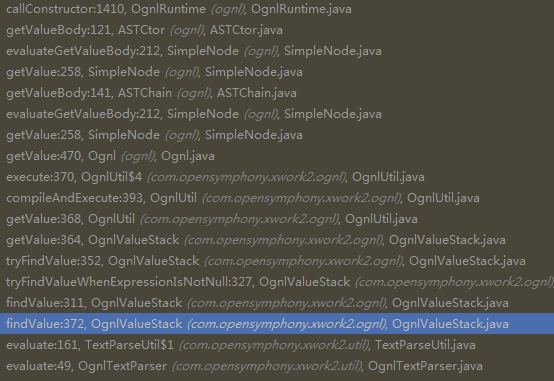 callConstructor:1410, OgnlRuntime (ognl), OgnlRuntime.java
getValueBody:121, ASTCtor (ognl), ASTCtor.java
evaluateGetValueBody:212, SimpleNode (ognl), SimpleNode.java
getValue:258, SimpleNode (ognl), SimpleNode.java
getValueBody:141, ASTChain (ognl), ASTChain.java
evaluateGetValueBody:212, SimpleNode (ognl), SimpleNode.java
getValue:258, SimpleNode (ognl), SimpleNode.java
getValue:470, Ognl (ognl), Ognl.java
execute:370, OgnlUtil$4 (com.opensymphony.xwork2.ognl), OgnlUtil.java
compileAndExecute:393, OgnlUtil (com.opensymphony.xwork2.ognl), OgnlUtil.java
getValue:368, OgnlUtil (com.opensymphony.xwork2.ognl), OgnlUtil.java
getValue:364, OgnlValueStack (com.opensymphony.xwork2.ognl), OgnlValueStack.java
tryFindValue:352, OgnlValueStack (com.opensymphony.xwork2.ognl), OgnlValueStack.java
tryFindValueWhenExpressionIsNotNull:327, OgnlValueStack (com.opensymphony.xwork2.ognl)
findValue:311, OgnlValueStack (com.opensymphony.xwork2.ognl), OgnlValueStack.java
findValue:372, OgnlValueStack (com.opensymphony.xwork2.ognl), OgnlValueStack.java
evaluate:161, TextParseUtil$1 (com.opensymphony.xwork2.util), TextParseUtil.java
evaluate:49, OgnlTextParser (com.opensymphony.xwork2.util), OgnlTextParser.java